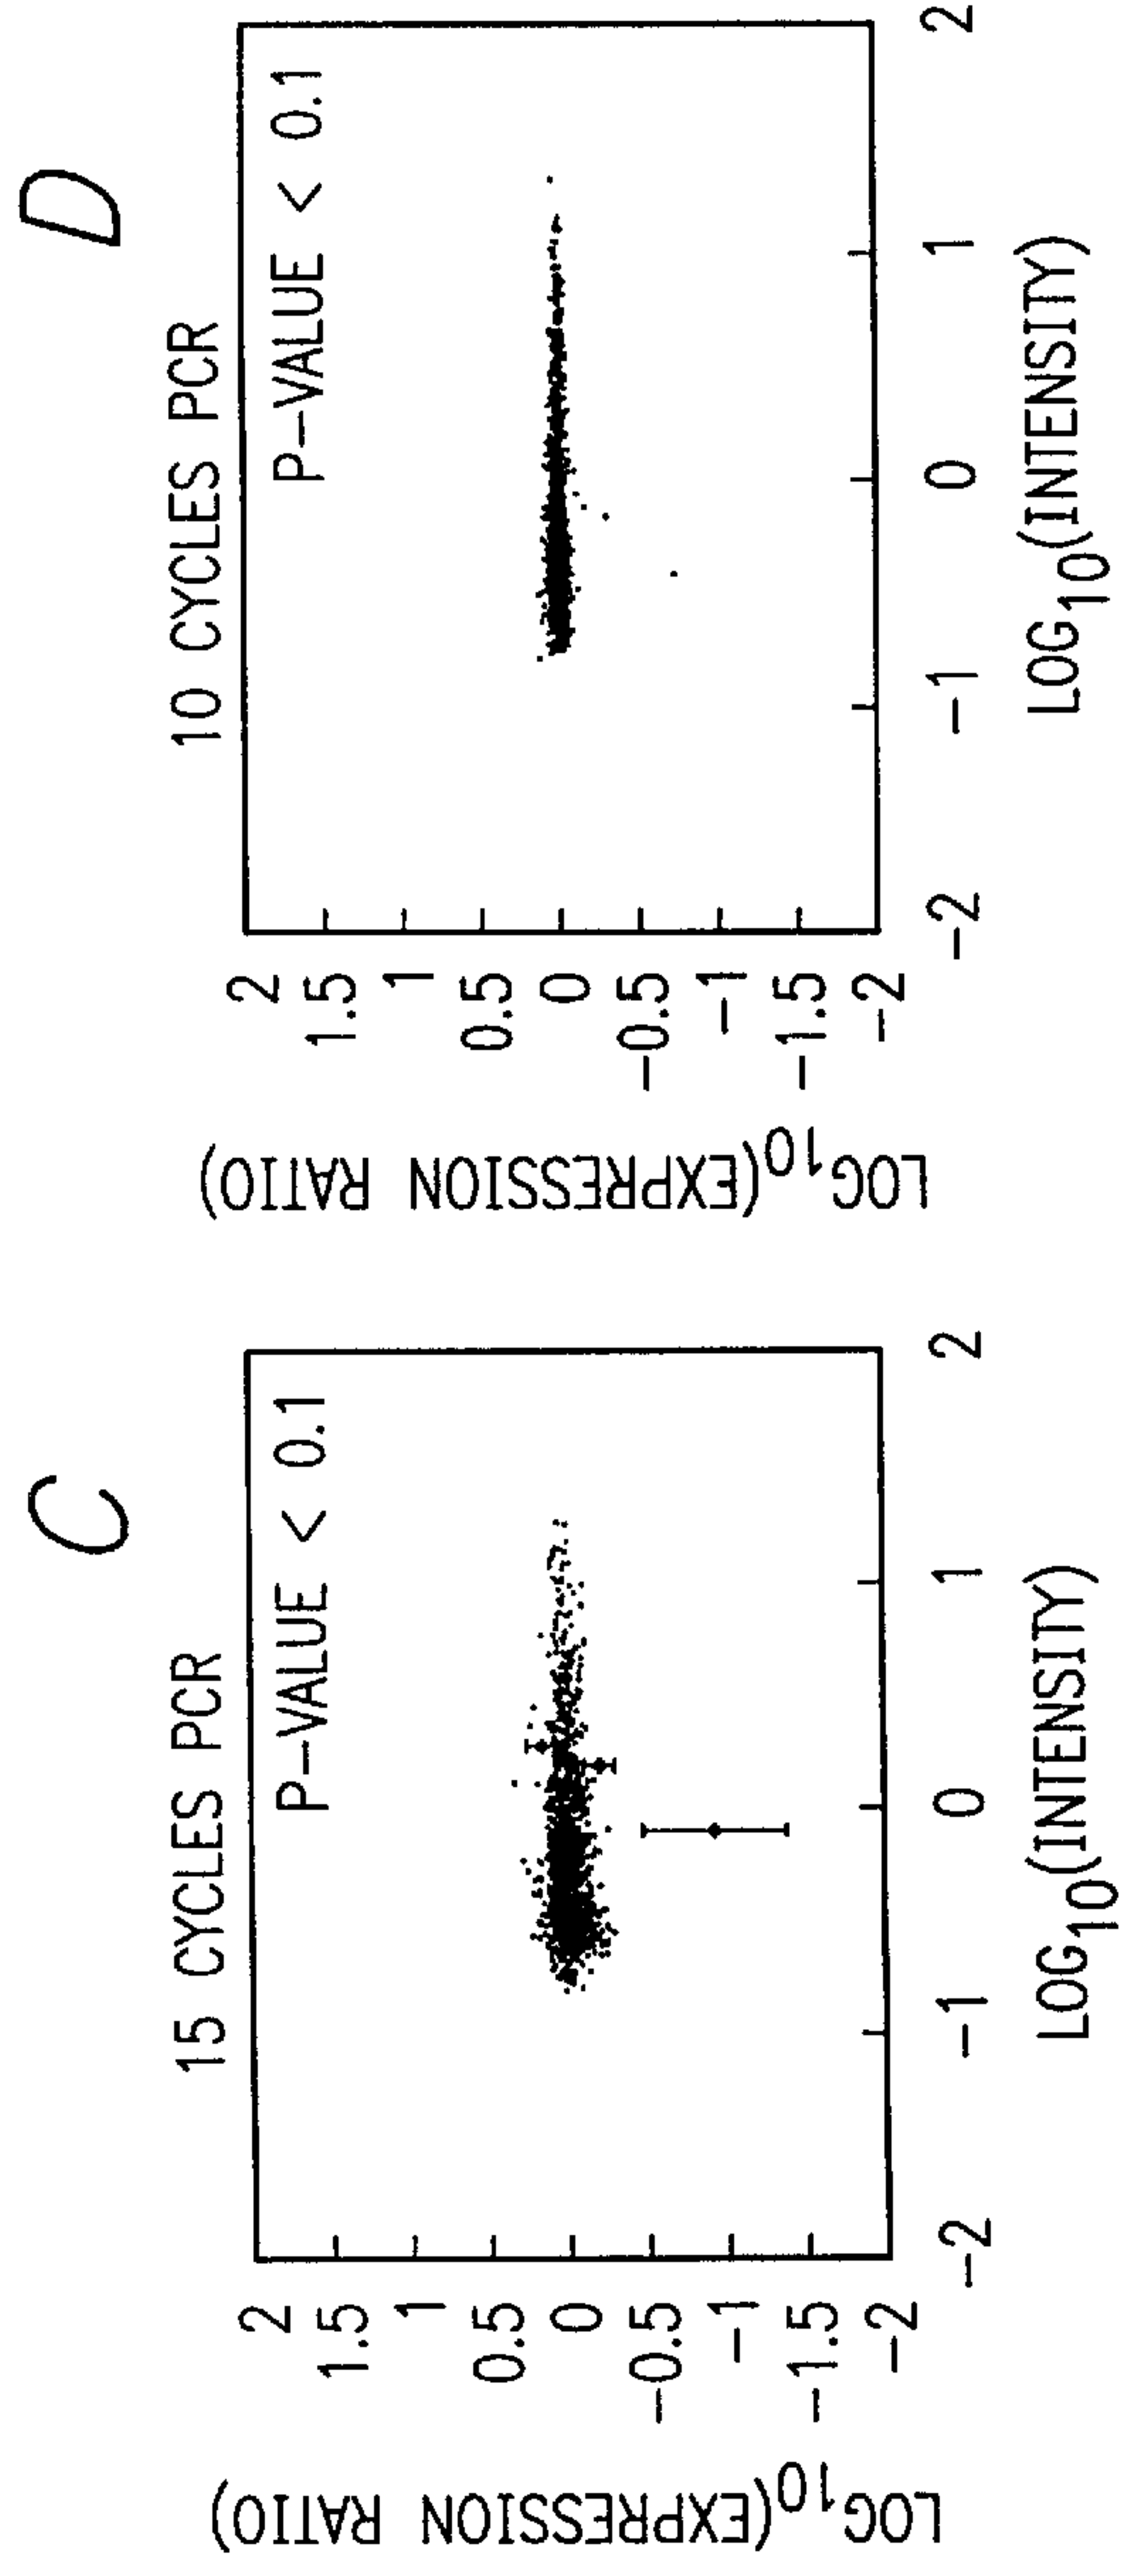 C
15 CYCLES PCR
P-VALUE < 0.1
LOG10(EXPRESSION RATIO)
2
1.5
1
0.5
0
-0.5
-1
-1.5
-2
-2
-1
0
1
2
LOG10(INTENSITY)
D
10 CYCLES PCR
P-VALUE < 0.1
LOG10(EXPRESSION RATIO)
2
1.5
1
0.5
0
-0.5
-1
-1.5
-2
-2
-1
0
1
2
LOG10(INTENSITY)